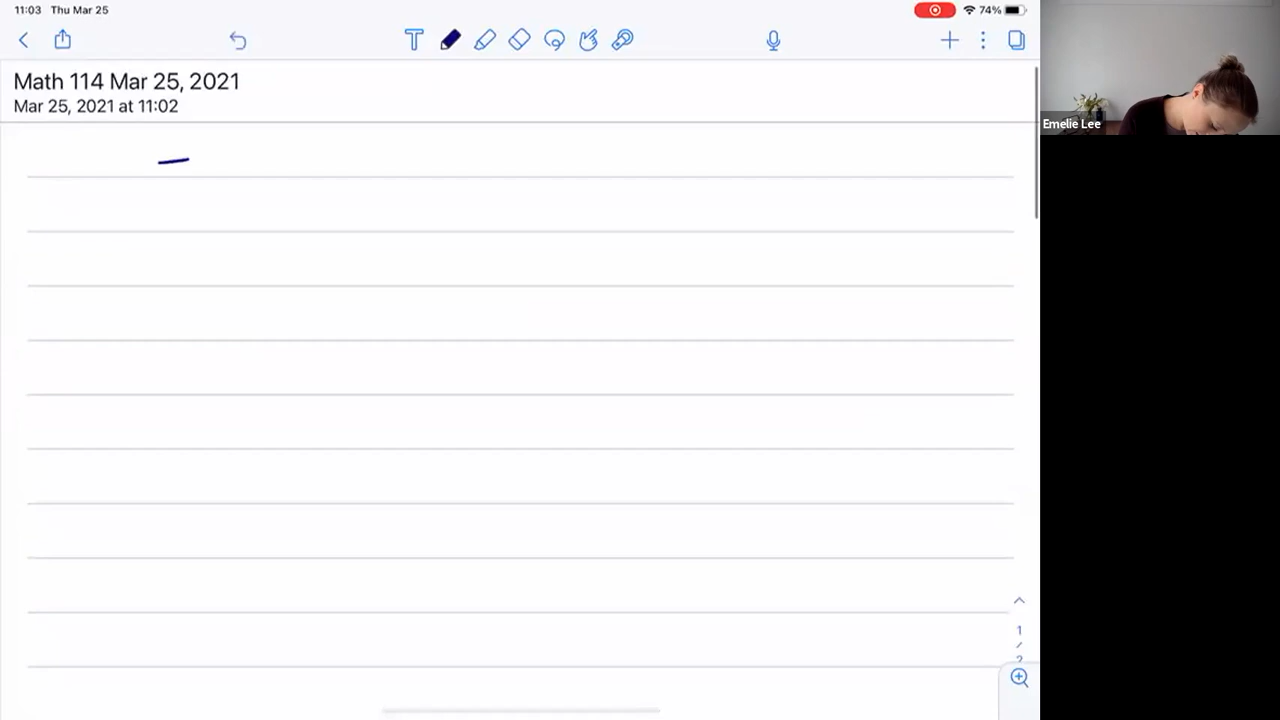 11:03 Thu Mar 25
74%
Math 114 Mar 25, 2021
Mar 25, 2021 at 11:02
Emelie Lee
1
/
2